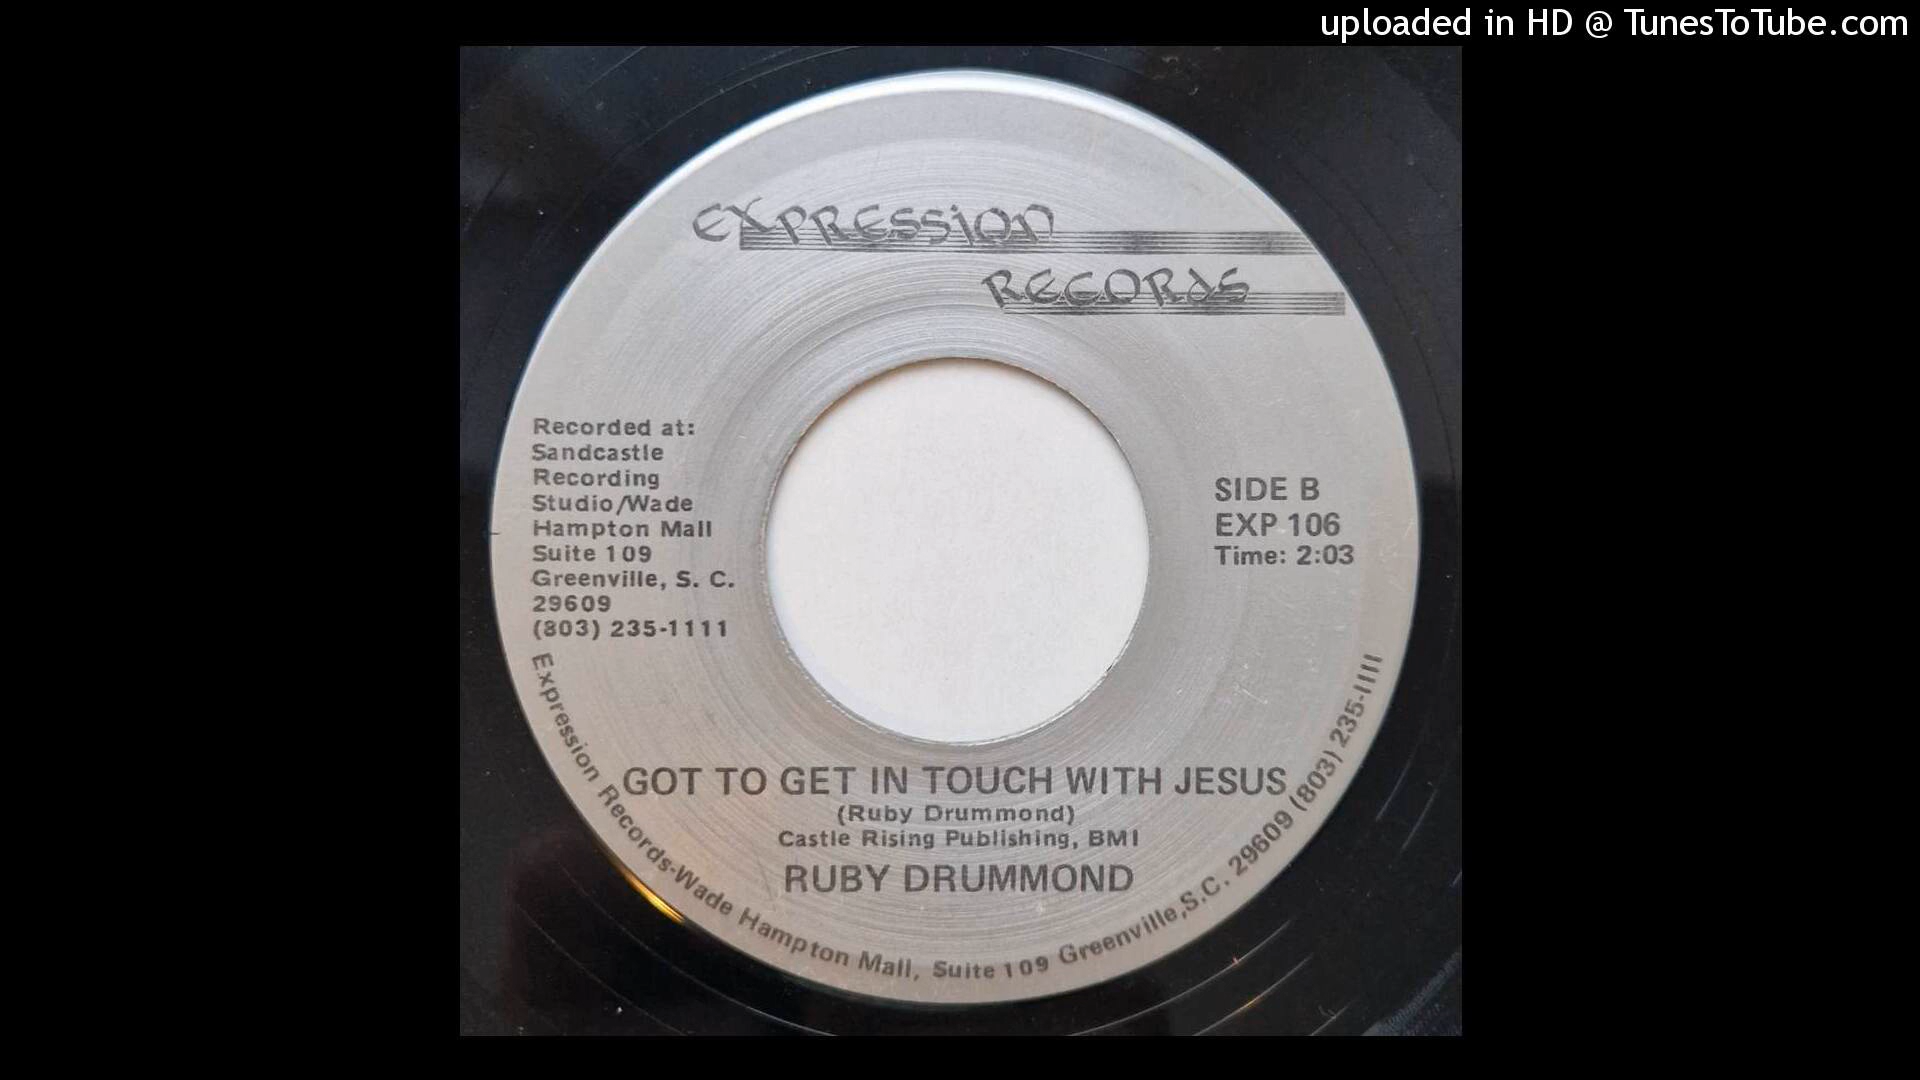 uploaded in HD @ TunesToTube.com
EXPRESSION
RECORDS
Recorded at:
Sandcastle
Recording
Studio/Wade
Hampton Mall
Suite 109
Greenville, S. C.
29609
(803) 235-1111
SIDE B
EXP 106
Time: 2:03
GOT TO GET IN TOUCH WITH JESUS
(Ruby Drummond)
Castle Rising Publishing, BMI
RUBY DRUMMOND
Expression Records-Wade Hampton Mall, Suite 109 Greenville,S.C. 29609 (803) 235-1111